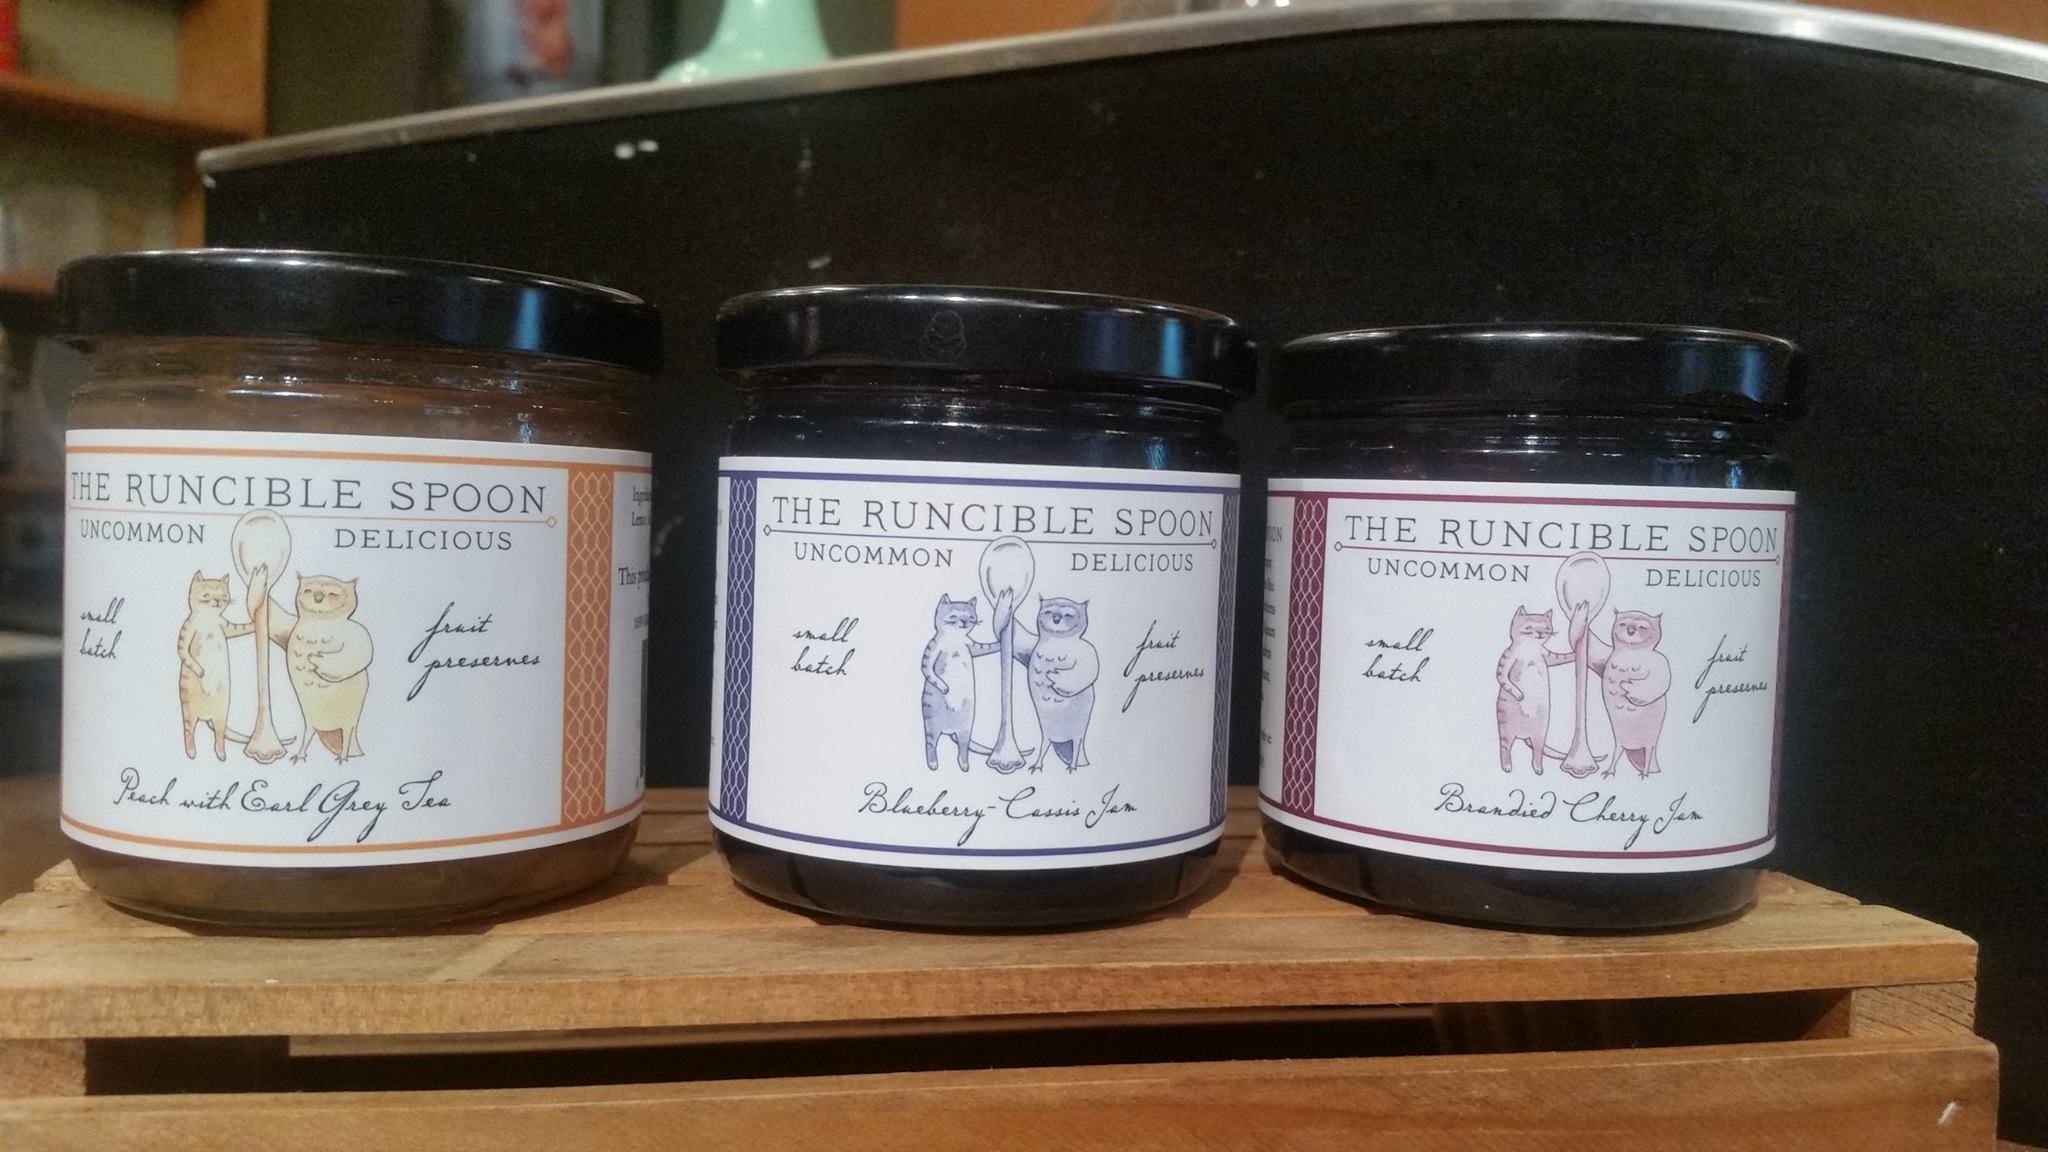 THE RUNCIBLE SPOON
UNCOMMON DELICIOUS
small fruit
batch preserves
Peach with Earl Grey Tea
THE RUNCIBLE SPOON
UNCOMMON DELICIOUS
small fruit
batch preserves
Blueberry-Cassis Jam
THE RUNCIBLE SPOON
UNCOMMON DELICIOUS
small fruit
batch preserves
Brandied Cherry Jam